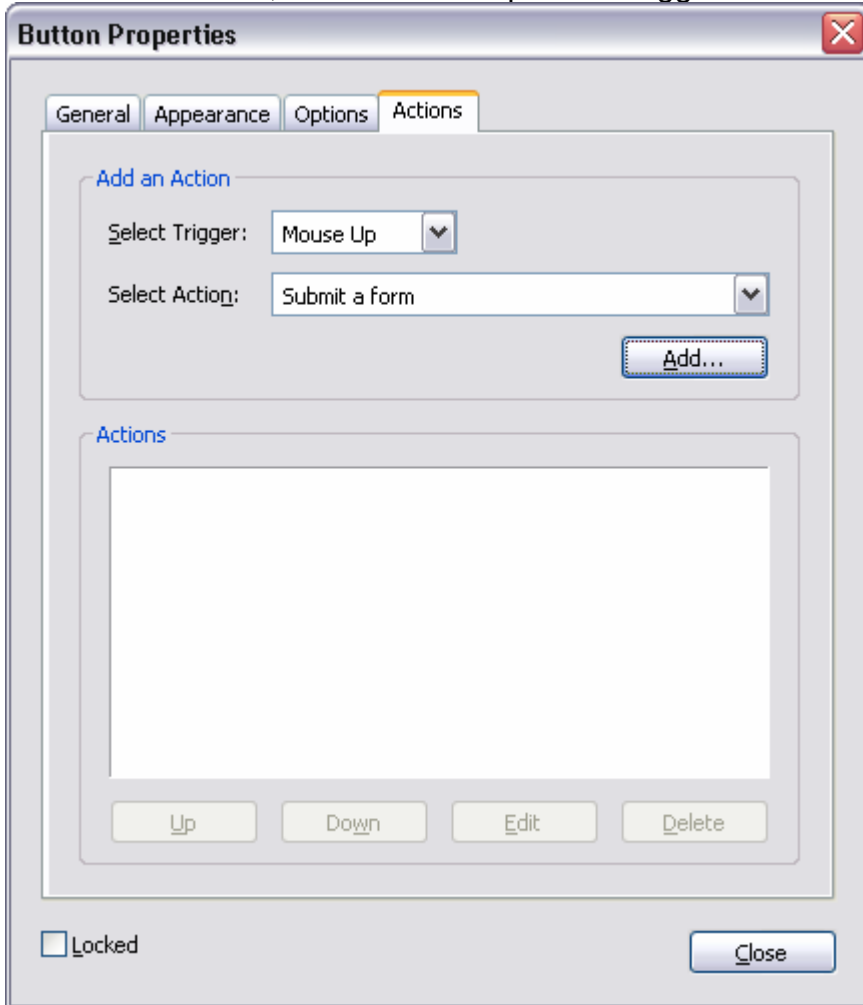 Button Properties
General Appearance Options Actions
Add an Action
Select Trigger: Mouse Up
Select Action: Submit a form
Add...
Actions
Up Down Edit Delete
Locked
Close